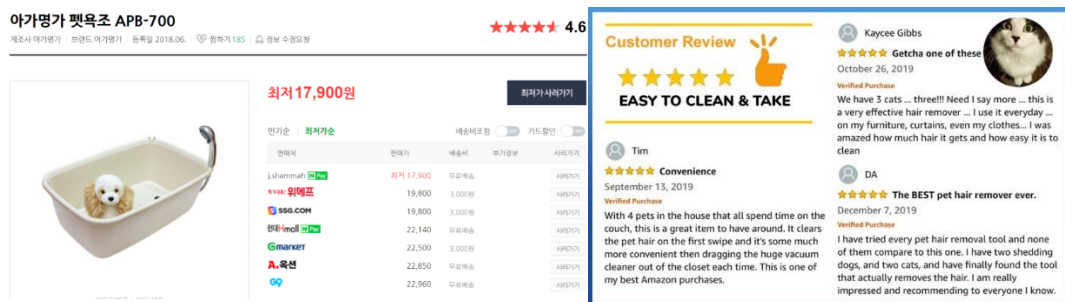 아가명가 펫욕조 APB-700
제조사 아가명가 | 브랜드 아가명가 | 등록일 2018.06. | 찜하기 185 | 정보 수정요청
4.6
최저 17,900원
최저가 사러가기
인기순 | 최저가순 배송비포함 카드할인
판매처 판매가 배송비 부가정보 사러가기
j.shammah N Pay 최저 17,900 무료배송 사러가기
위메프 19,800 3,000원 사러가기
SSG.COM 19,800 3,000원 사러가기
현대Hmall N Pay 22,140 무료배송 사러가기
Gmarket 22,500 3,000원 사러가기
A. 옥션 22,850 무료배송 사러가기
G9 22,960 무료배송 사러가기
Customer Review
EASY TO CLEAN & TAKE
Tim
Convenience
September 13, 2019
Verified Purchase
With 4 pets in the house that all spend time on the
couch, this is a great item to have around. It clears
the pet hair on the first swipe and it's some much
more convenient then dragging the huge vacuum
cleaner out of the closet each time. This is one of
my best Amazon purchases.
Kaycee Gibbs
Getcha one of these
October 26, 2019
Verified Purchase
We have 3 cats ... three!!! Need I say more ... this is
a very effective hair remover ... I use it everyday ...
on my furniture, curtains, even my clothes... I was
amazed how much hair it gets and how easy it is to
clean
DA
The BEST pet hair remover ever.
December 7, 2019
Verified Purchase
I have tried every pet hair removal tool and none
of them compare to this one. I have two shedding
dogs, and two cats, and have finally found the tool
that actually removes the hair. I am really
impressed and recommending to everyone I know.